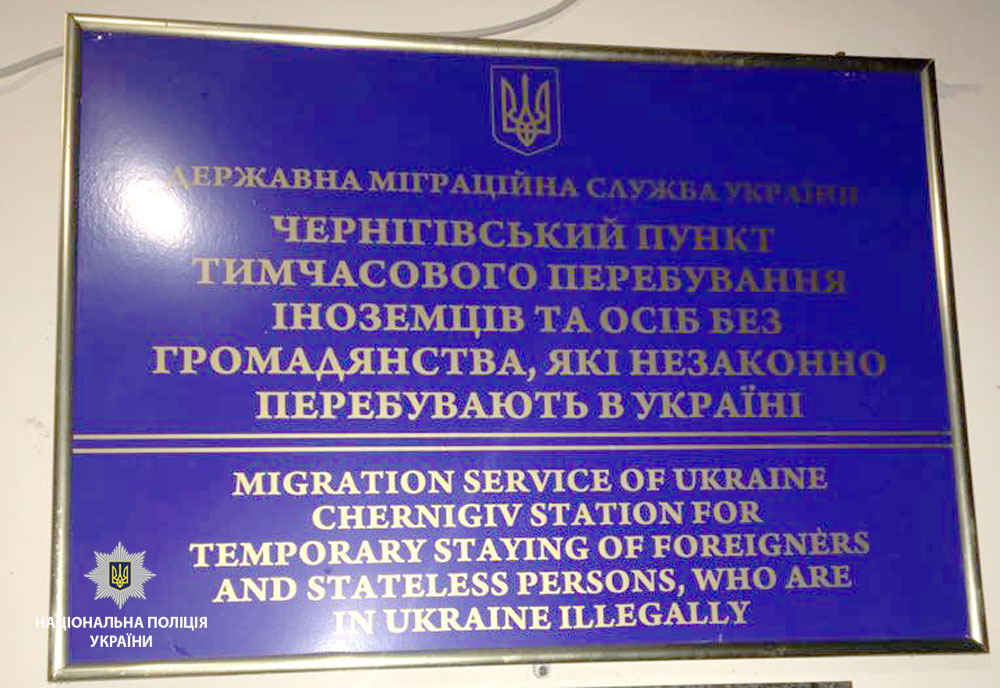 ДЕРЖАВНА МІГРАЦІЙНА СЛУЖБА УКРАЇНИ
ЧЕРНІГІВСЬКИЙ ПУНКТ
ТИМЧАСОВОГО ПЕРЕБУВАННЯ
ІНОЗЕМЦІВ ТА ОСІБ БЕЗ
ГРОМАДЯНСТВА, ЯКІ НЕЗАКОННО
ПЕРЕБУВАЮТЬ В УКРАЇНІ
MIGRATION SERVICE OF UKRAINE
CHERNIGIV STATION FOR
TEMPORARY STAYING OF FOREIGNERS
AND STATELESS PERSONS, WHO ARE
IN UKRAINE ILLEGALLY
НАЦІОНАЛЬНА ПОЛІЦІЯ
УКРАЇНИ